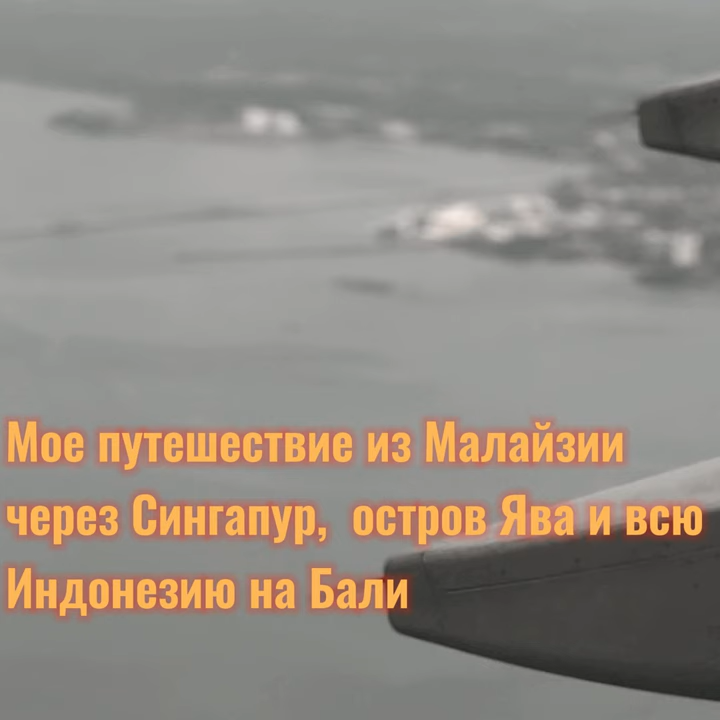 Мое путешествие из Малайзии
через Сингапур,  остров Ява и всю
Индонезию на Бали